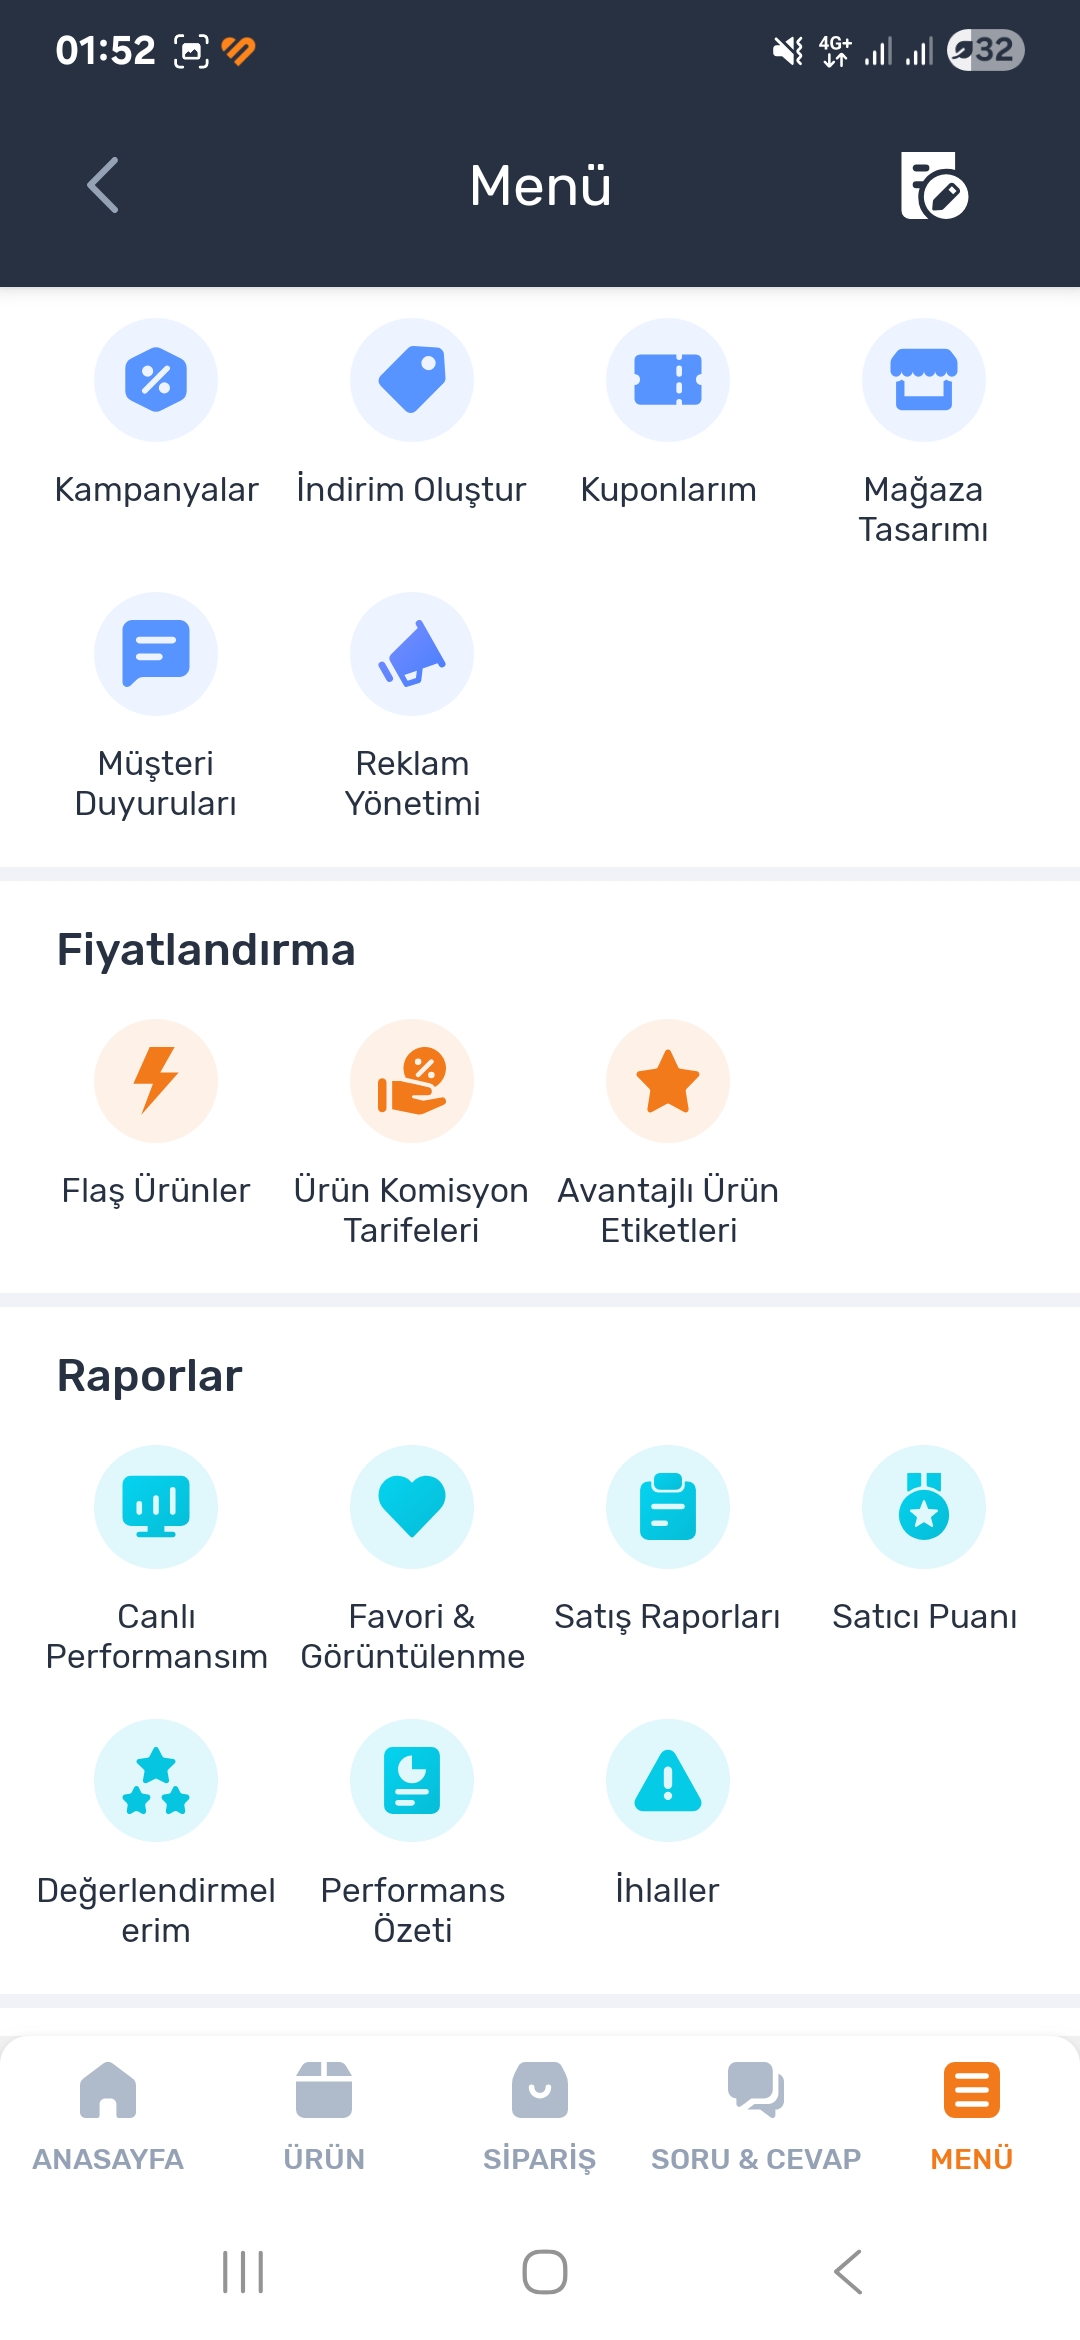 01:52
4G+
32
Menü
Kampanyalar
İndirim Oluştur
Kuponlarım
Mağaza
Tasarımı
Müşteri
Duyuruları
Reklam
Yönetimi
Fiyatlandırma
Flaş Ürünler
Ürün Komisyon
Tarifeleri
Avantajlı Ürün
Etiketleri
Raporlar
Canlı
Performansım
Favori &
Görüntülenme
Satış Raporları
Satıcı Puanı
Değerlendirmel
erim
Performans
Özeti
İhlaller
ANASAYFA
ÜRÜN
SİPARİŞ
SORU & CEVAP
MENÜ